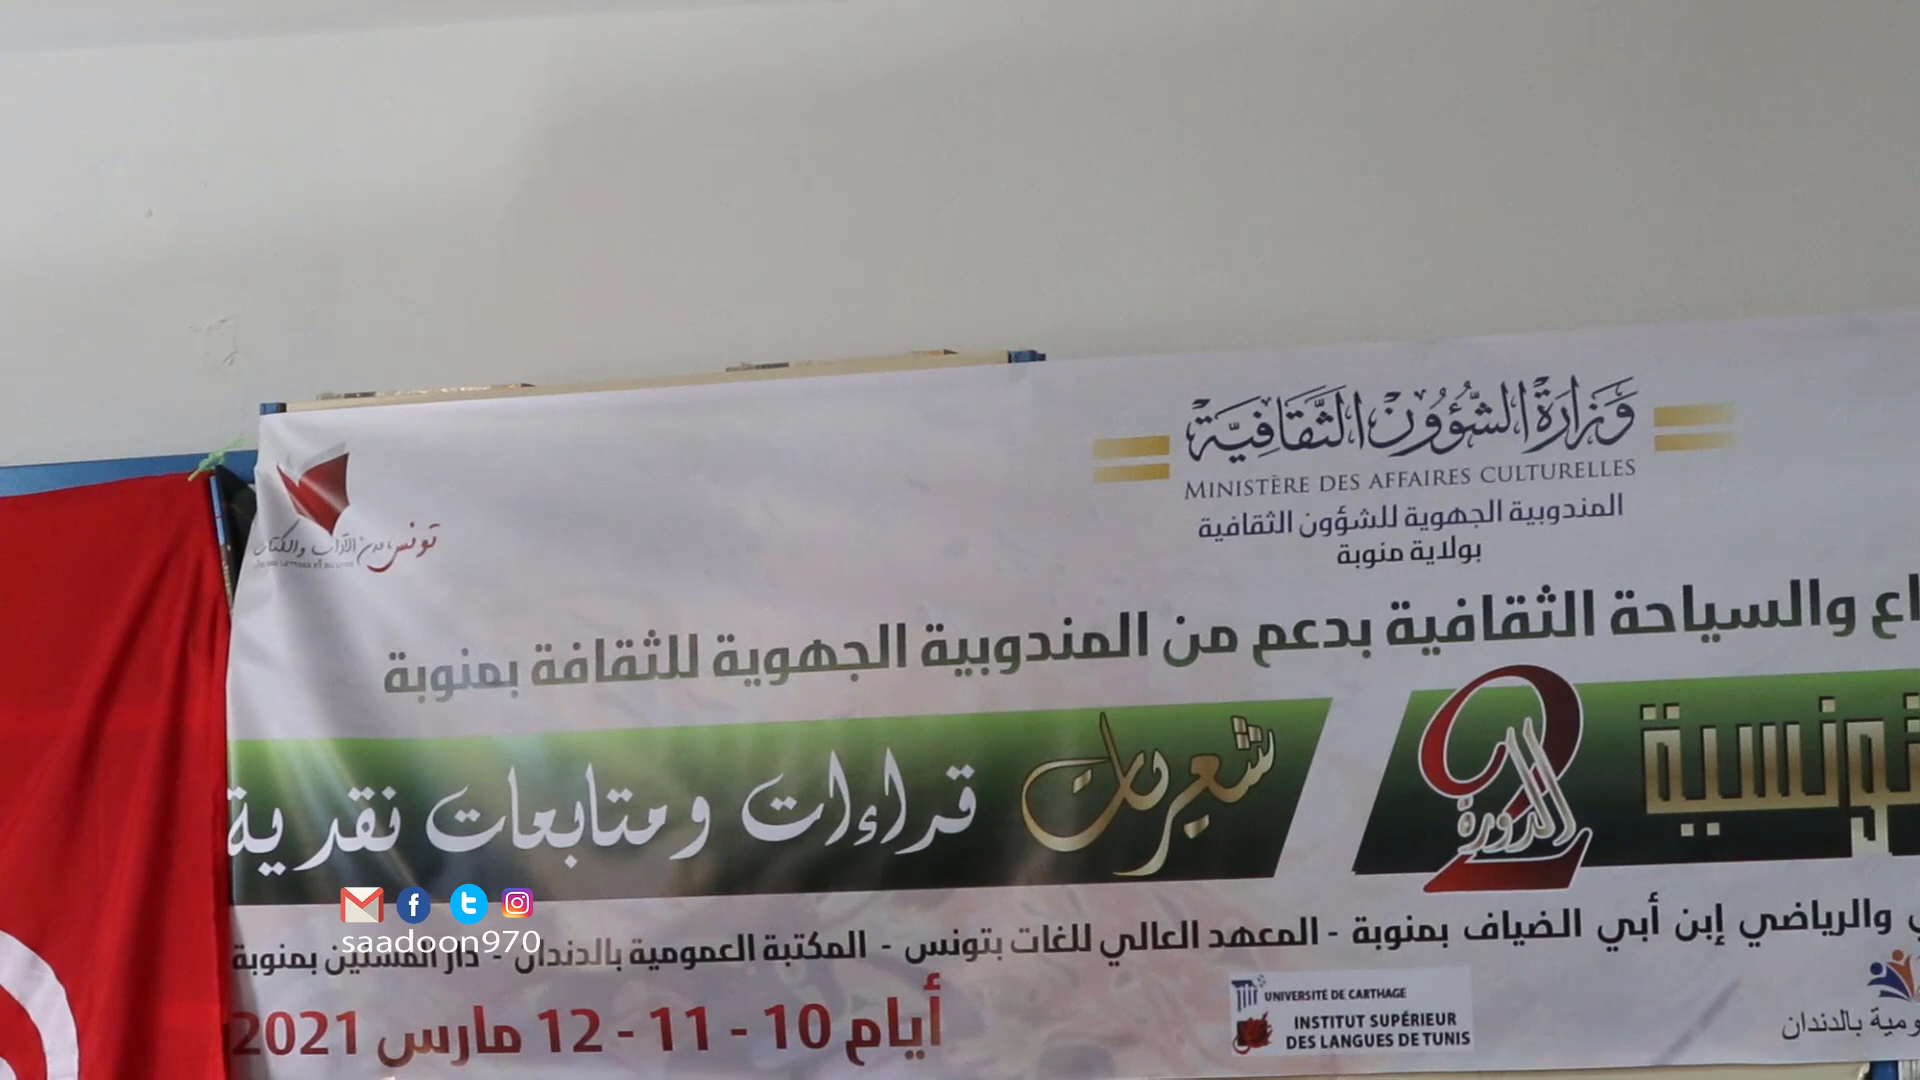 وزارة الشؤون الثقافية
MINISTÈRE DES AFFAIRES CULTURELLES
المندوبية الجهوية للشؤون الثقافية
بولاية منوبة
تونس مدن الآداب والكتاب
والسياحة الثقافية بدعم من المندوبية الجهوية للثقافة بمنوبة
الدورة 2
شعريات قراءات ومتابعات نقدية
والرياضي إبن أبي الضياف بمنوبة - المعهد العالي للغات بتونس - المكتبة العمومية بالدندان - دار المسنين بمنوبة
أيام 10 - 11 - 12 مارس 2021
UNIVERSITÉ DE CARTHAGE
INSTITUT SUPÉRIEUR
DES LANGUES DE TUNIS
بالدندان
saadoon970